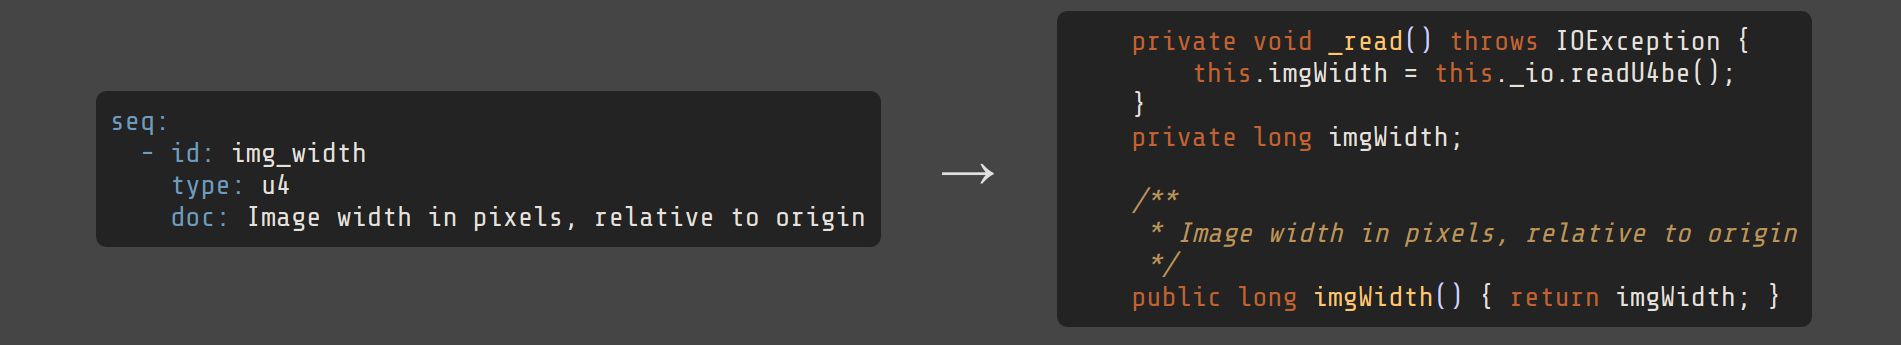 seq:
  - id: img_width
    type: u4
    doc: Image width in pixels, relative to origin
→
private void _read() throws IOException {
    this.imgWidth = this._io.readU4be();
}
private long imgWidth;

/**
 * Image width in pixels, relative to origin
 */
public long imgWidth() { return imgWidth; }